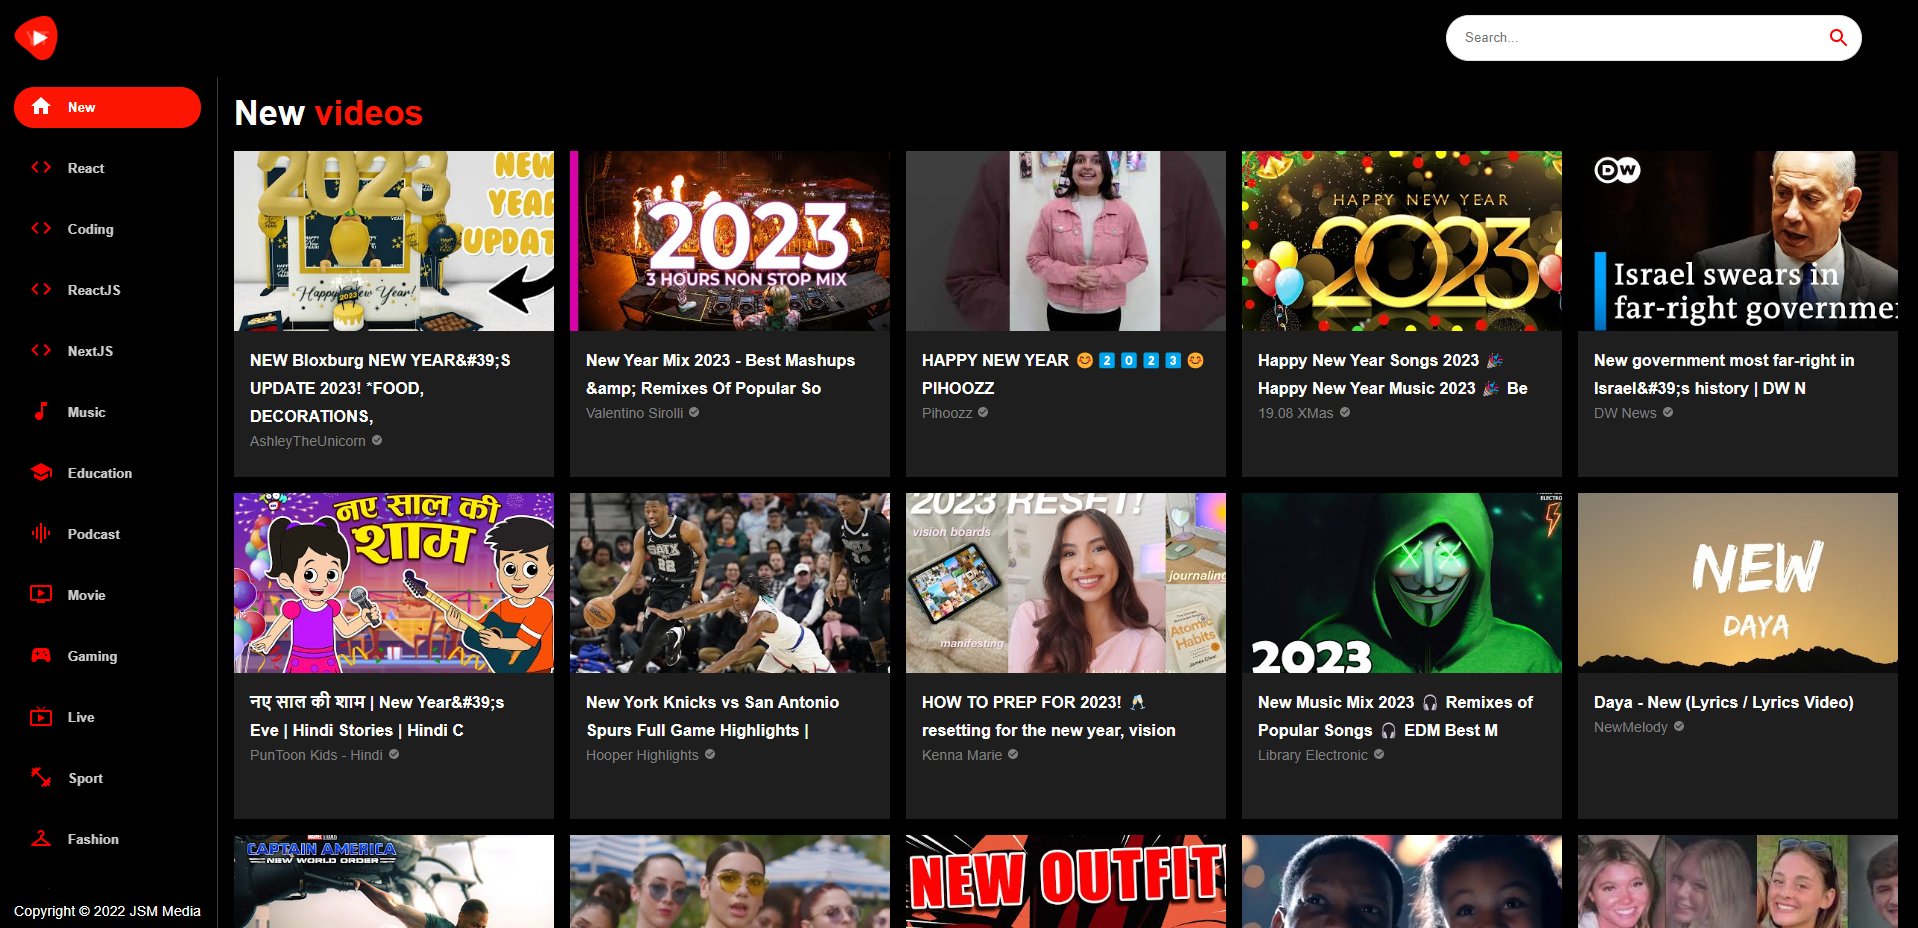 Search...
New
React
Coding
ReactJS
NextJS
Music
Education
Podcast
Movie
Gaming
Live
Sport
Fashion
Copyright © 2022 JSM Media
New videos
2023
NEW
YEAR
UPDATE
HAPPY
Happy New Year!
2023
NEW Bloxburg NEW YEAR&#39;S
UPDATE 2023! *FOOD,
DECORATIONS,
AshleyTheUnicorn
2023
3 HOURS NON STOP MIX
New Year Mix 2023 - Best Mashups
&amp; Remixes Of Popular So
Valentino Sirolli
HAPPY NEW YEAR 😊2️⃣0️⃣2️⃣3️⃣😊
PIHOOZZ
Pihoozz
HAPPY NEW YEAR
2023
Happy New Year Songs 2023 🎉
Happy New Year Music 2023 🎉 Be
19.08 XMas
DW
Israel swears in
far-right governmen
New government most far-right in
Israel&#39;s history | DW N
DW News
नए साल की
शाम
नए साल की शाम | New Year&#39;s
Eve | Hindi Stories | Hindi C
PunToon Kids - Hindi
SATX
22
New York Knicks vs San Antonio
Spurs Full Game Highlights |
Hooper Highlights
2023 RESET!
vision boards
journaling
manifesting
Atomic
Habits
James Clear
HOW TO PREP FOR 2023! 🥂
resetting for the new year, vision
Kenna Marie
2023
New Music Mix 2023 🎧 Remixes of
Popular Songs 🎧 EDM Best M
Library Electronic
NEW
DAYA
Daya - New (Lyrics / Lyrics Video)
NewMelody
CAPTAIN AMERICA
NEW WORLD ORDER
NEW OUTFIT